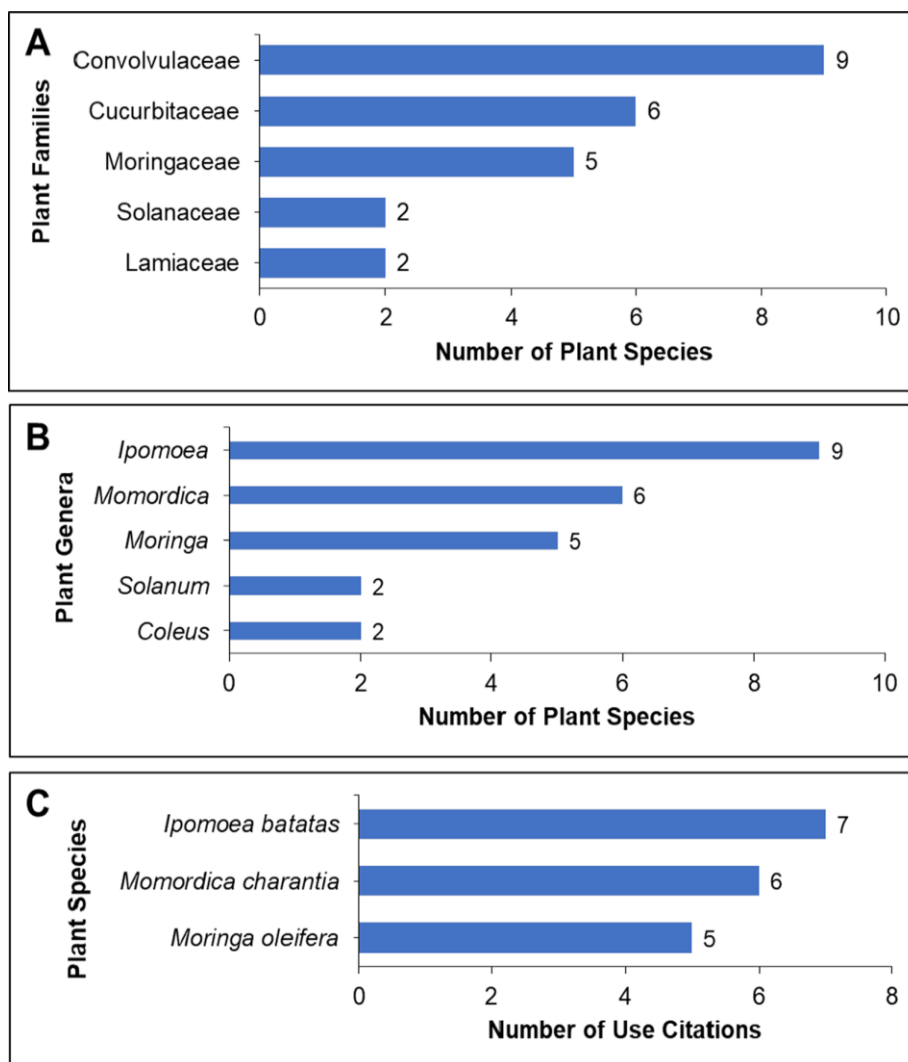 A
Plant Families
Convolvulaceae 9
Cucurbitaceae 6
Moringaceae 5
Solanaceae 2
Lamiaceae 2
0 2 4 6 8 10
Number of Plant Species
B
Plant Genera
Ipomoea 9
Momordica 6
Moringa 5
Solanum 2
Coleus 2
0 2 4 6 8 10
Number of Plant Species
C
Plant Species
Ipomoea batatas 7
Momordica charantia 6
Moringa oleifera 5
0 2 4 6 8
Number of Use Citations